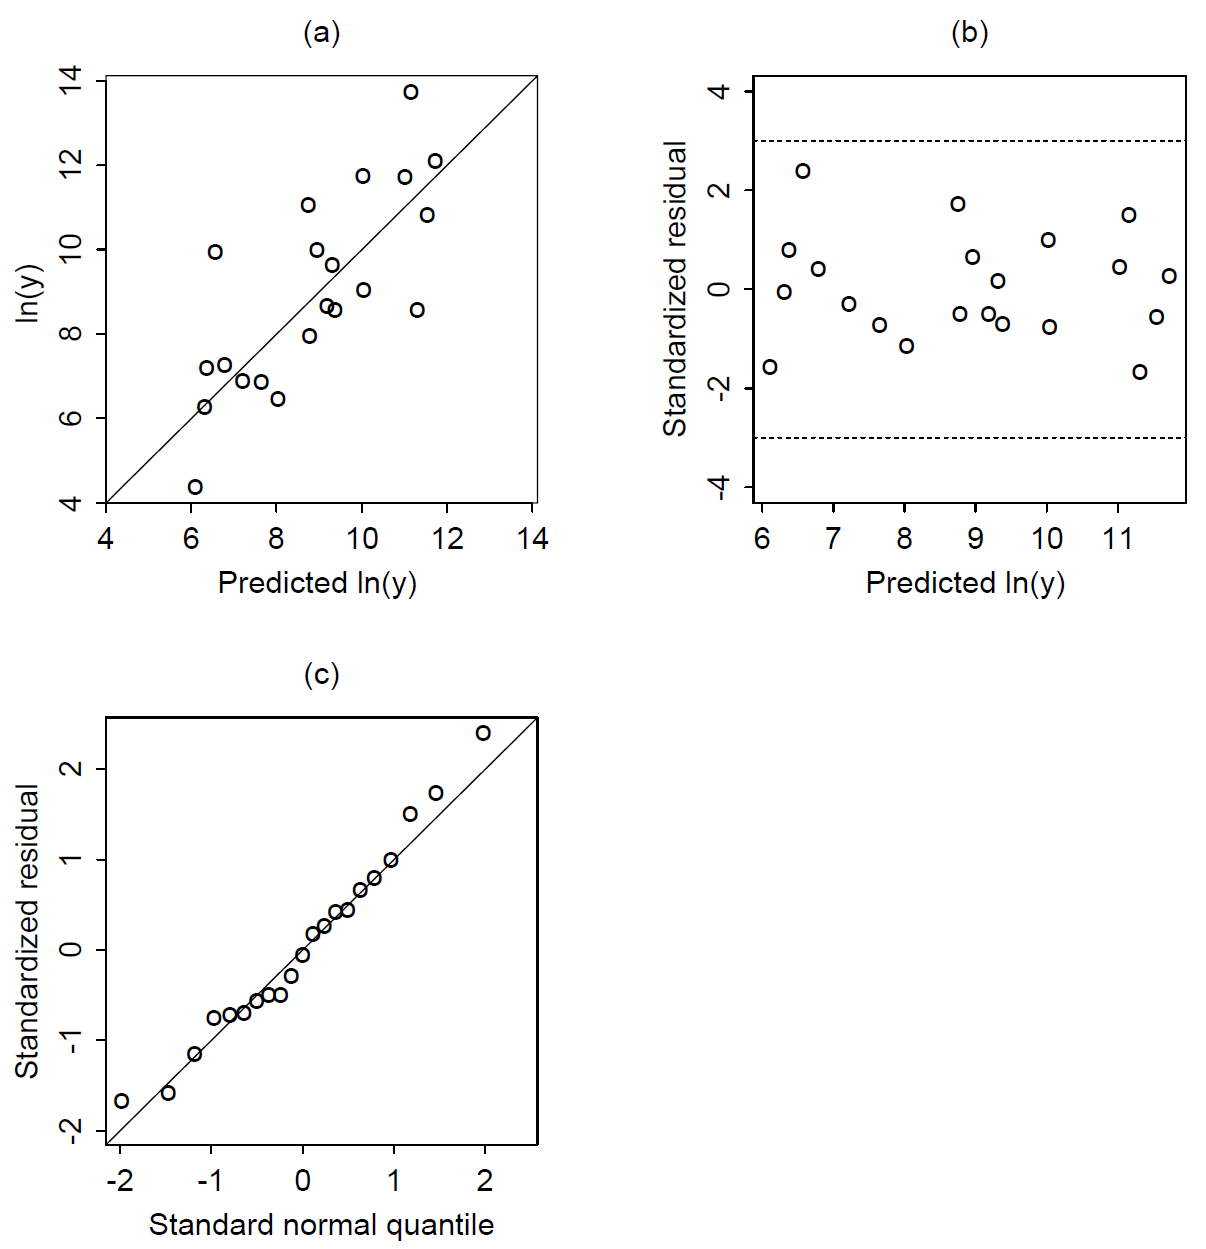 (a)
ln(y)
14
12
10
8
6
4
4 6 8 10 12 14
Predicted ln(y)
(b)
Standardized residual
4
2
0
-2
-4
6 7 8 9 10 11
Predicted ln(y)
(c)
Standardized residual
2
1
0
-1
-2
-2 -1 0 1 2
Standard normal quantile